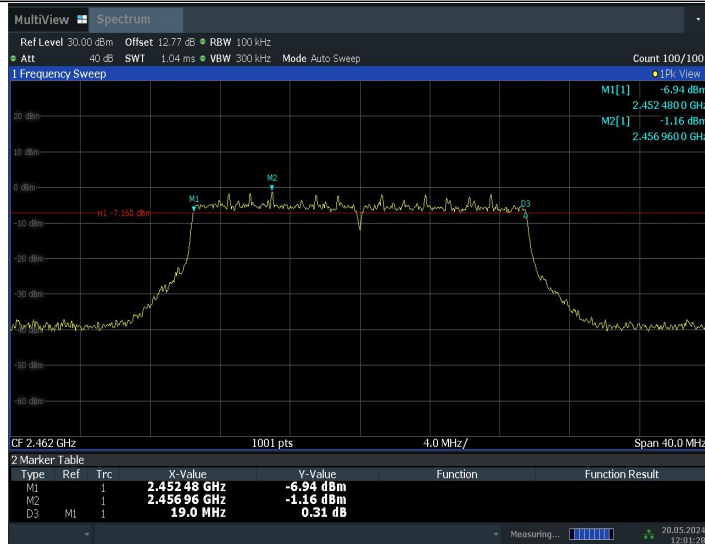 MultiView Spectrum
Ref Level 30.00 dBm Offset 12.77 dB RBW 100 kHz
Att 40 dB SWT 1.04 ms VBW 300 kHz Mode Auto Sweep Count 100/100
1 Frequency Sweep 1Pk View
M1[1] -6.94 dBm
2.452 480 0 GHz
M2[1] -1.16 dBm
2.456 960 0 GHz
20 dBm
10 dBm
M2
0 dBm
M1 D3
H1 -7.160 dBm
-10 dBm
-20 dBm
-30 dBm
-40 dBm
-50 dBm
-60 dBm
CF 2.462 GHz 1001 pts 4.0 MHz/ Span 40.0 MHz
2 Marker Table
Type Ref Trc X-Value Y-Value Function Function Result
M1 1 2.452 48 GHz -6.94 dBm
M2 1 2.456 96 GHz -1.16 dBm
D3 M1 1 19.0 MHz 0.31 dB
Measuring... 20.05.2024
12:01:28